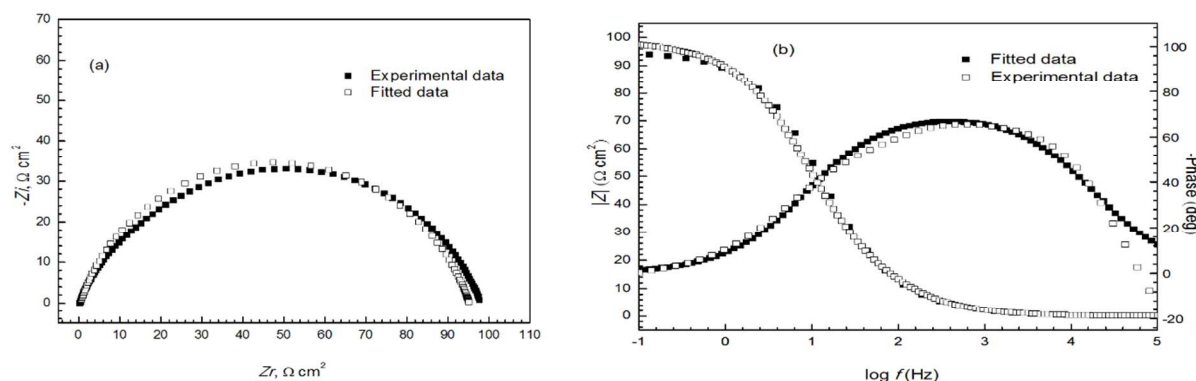 70
60
50
40
30
20
10
0
-Zi, Ω cm²
(a)
Experimental data
Fitted data
0 10 20 30 40 50 60 70 80 90 100 110
Zr, Ω cm²
100
90
80
70
60
50
40
30
20
10
0
|Z| (Ω cm²)
(b)
Fitted data
Experimental data
100
80
60
40
20
0
-20
-Phase (deg)
-1 0 1 2 3 4 5
log f (Hz)